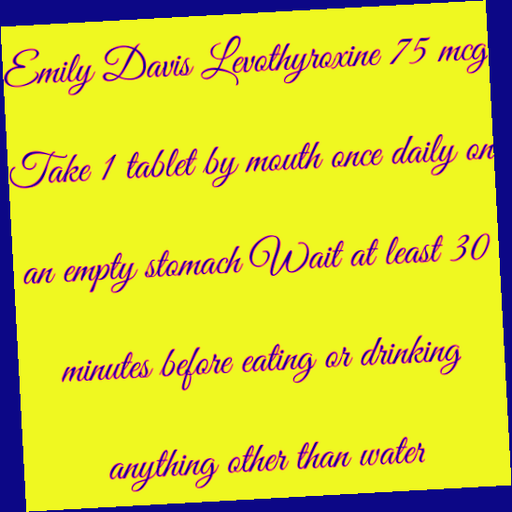 Emily Davis Levothyroxine 75 mcg
Take 1 tablet by mouth once daily on
an empty stomach Wait at least 30
minutes before eating or drinking
anything other than water